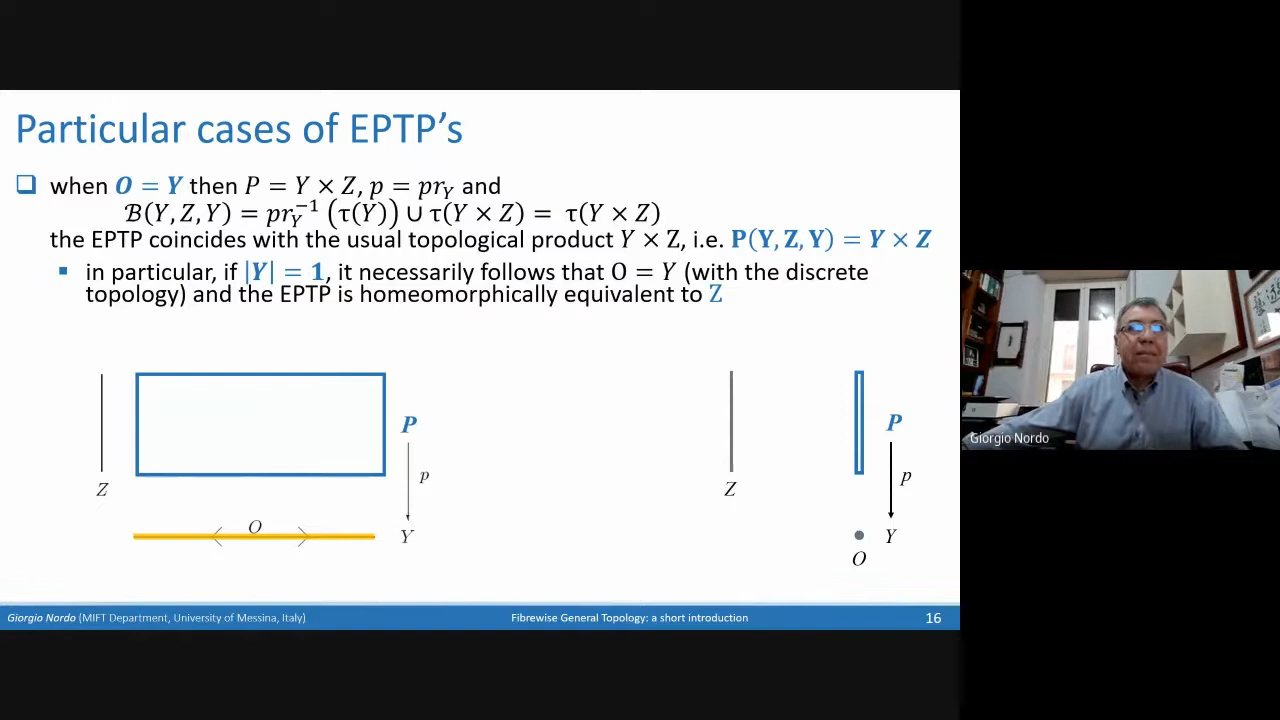 Particular cases of EPTP's
❑ when O = Y then P = Y × Z, p = pr_Y and
ℬ(Y, Z, Y) = pr_Y^{-1} (τ(Y)) ∪ τ(Y × Z) = τ(Y × Z)
the EPTP coincides with the usual topological product Y × Z, i.e. P(Y, Z, Y) = Y × Z
▪ in particular, if |Y| = 1, it necessarily follows that O = Y (with the discrete
topology) and the EPTP is homeomorphically equivalent to Z
Z
P
p
O
Y
Z
P
p
Y
O
Giorgio Nordo (MIFT Department, University of Messina, Italy)
Fibrewise General Topology: a short introduction
16
Giorgio Nordo